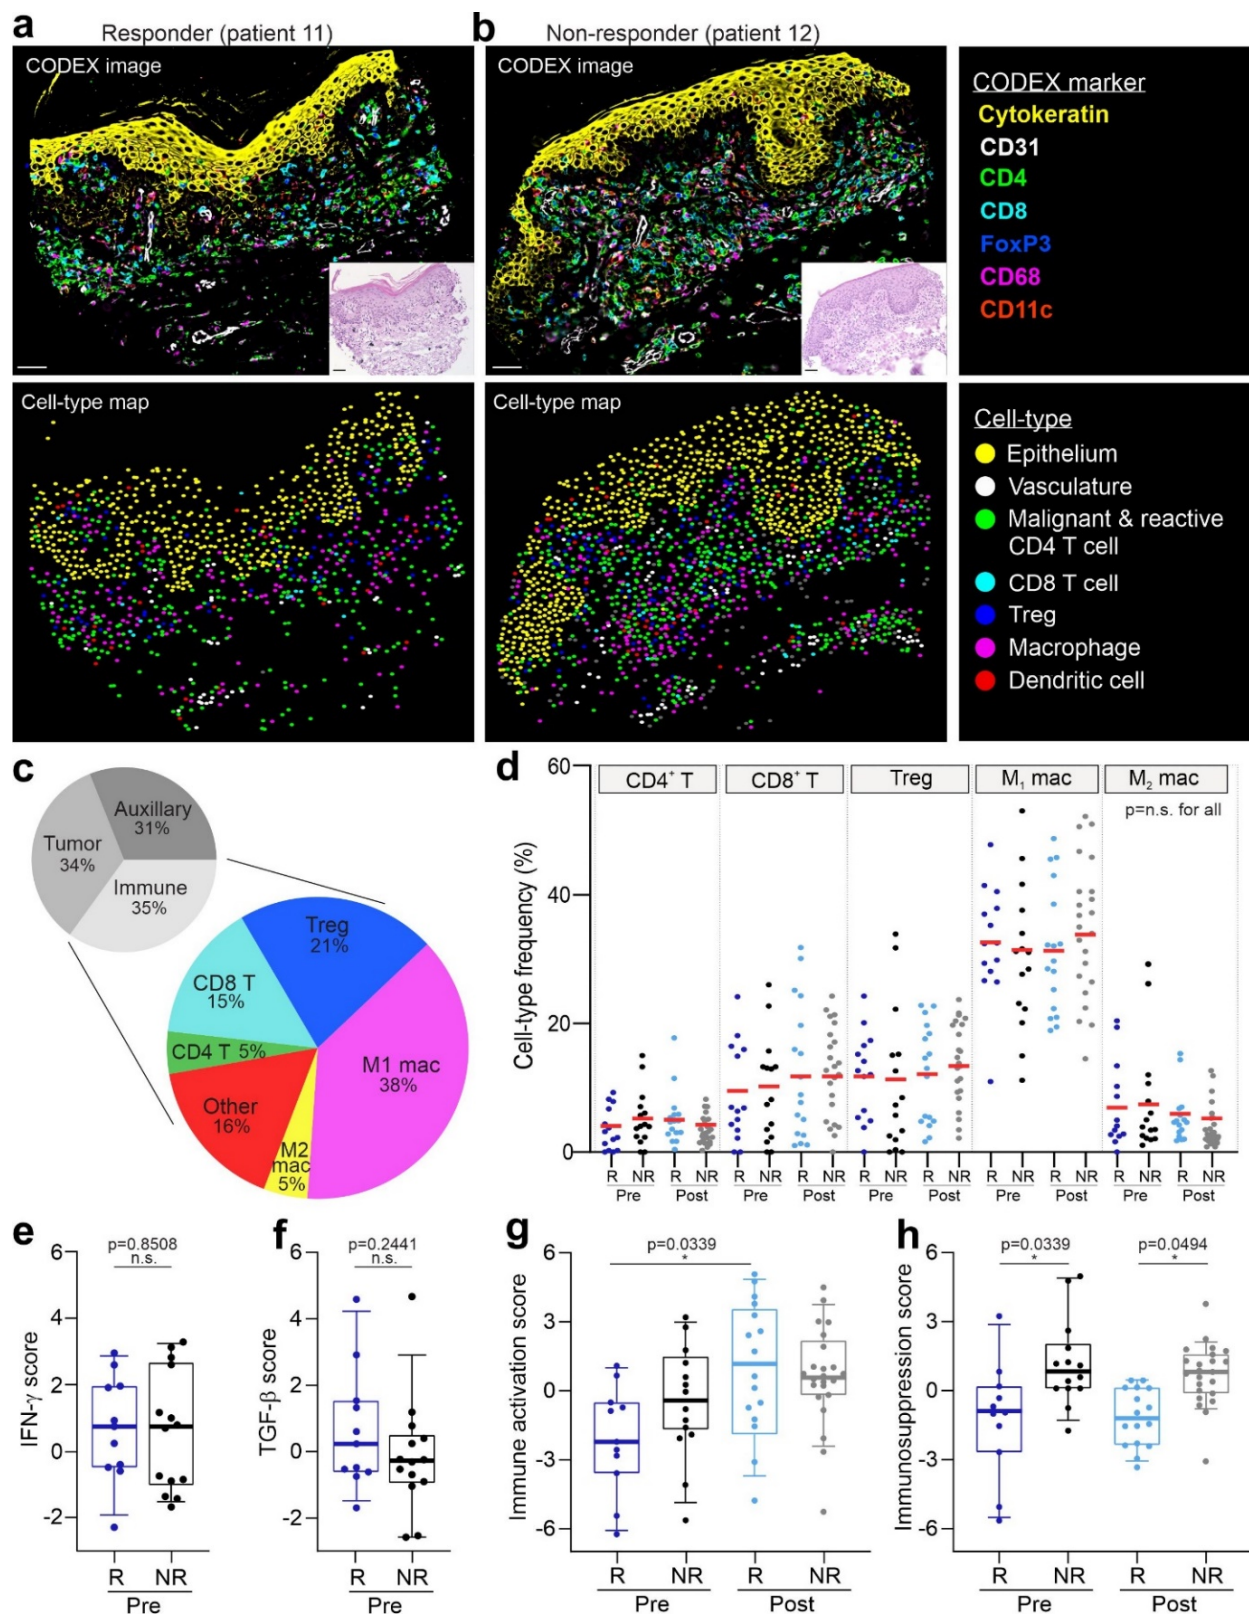 a
Responder (patient 11)
CODEX image
b
Non-responder (patient 12)
CODEX image
CODEX marker
Cytokeratin
CD31
CD4
CD8
FoxP3
CD68
CD11c
Cell-type map
Cell-type map
Cell-type
Epithelium
Vasculature
Malignant & reactive
CD4 T cell
CD8 T cell
Treg
Macrophage
Dendritic cell
c
Auxillary
31%
Tumor
34%
Immune
35%
Treg
21%
CD8 T
15%
CD4 T 5%
M1 mac
38%
Other
16%
M2
mac
5%
d
Cell-type frequency (%)
60
40
20
0
CD4⁺ T
CD8⁺ T
Treg
M₁ mac
M₂ mac
p=n.s. for all
R NR R NR R NR R NR R NR R NR R NR R NR R NR R NR
Pre Post Pre Post Pre Post Pre Post Pre Post
e
p=0.8508
n.s.
IFN-γ score
6
4
2
0
-2
R NR
Pre
f
p=0.2441
n.s.
TGF-β score
6
4
2
0
-2
R NR
Pre
g
p=0.0339
*
Immune activation score
6
3
0
-3
-6
R NR R NR
Pre Post
h
p=0.0339
*
p=0.0494
*
Immunosuppression score
6
3
0
-3
-6
R NR R NR
Pre Post